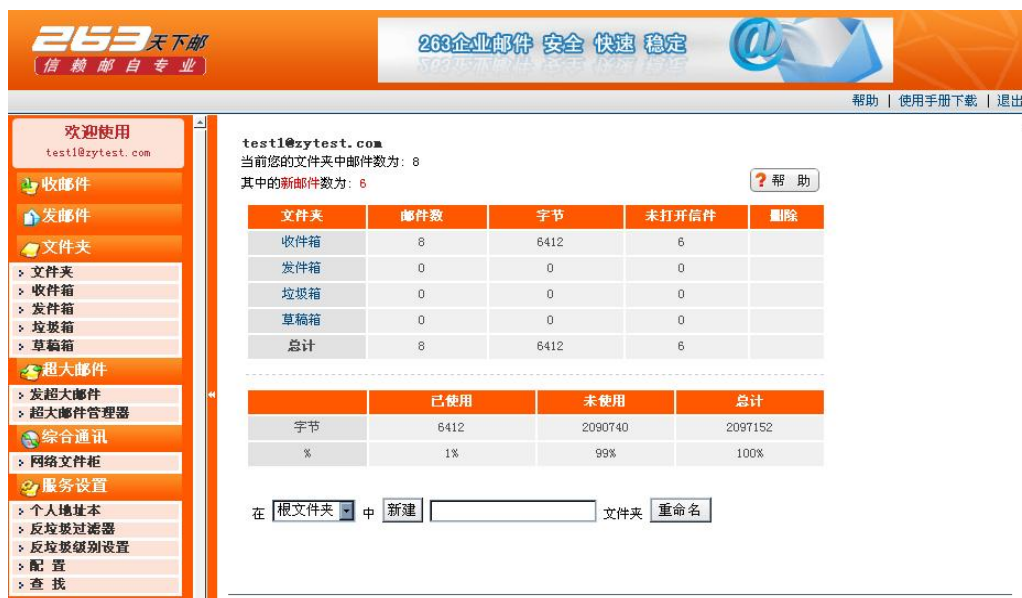 263天下邮
信赖邮自专业
263企业邮件 安全 快速 稳定
帮助 | 使用手册下载 | 退出
欢迎使用
test1@zytest.com
收邮件
发邮件
文件夹
文件夹
收件箱
发件箱
垃圾箱
草稿箱
超大邮件
发超大邮件
超大邮件管理器
综合通讯
网络文件柜
服务设置
个人地址本
反垃圾过滤器
反垃圾级别设置
配 置
查 找
test1@zytest.com
当前您的文件夹中邮件数为: 8
其中的新邮件数为: 6
? 帮 助
文件夹 邮件数 字节 未打开信件 删除
收件箱 8 6412 6
发件箱 0 0 0
垃圾箱 0 0 0
草稿箱 0 0 0
总计 8 6412 6
已使用 未使用 总计
字节 6412 2090740 2097152
% 1% 99% 100%
在 根文件夹 中 新建 文件夹 重命名